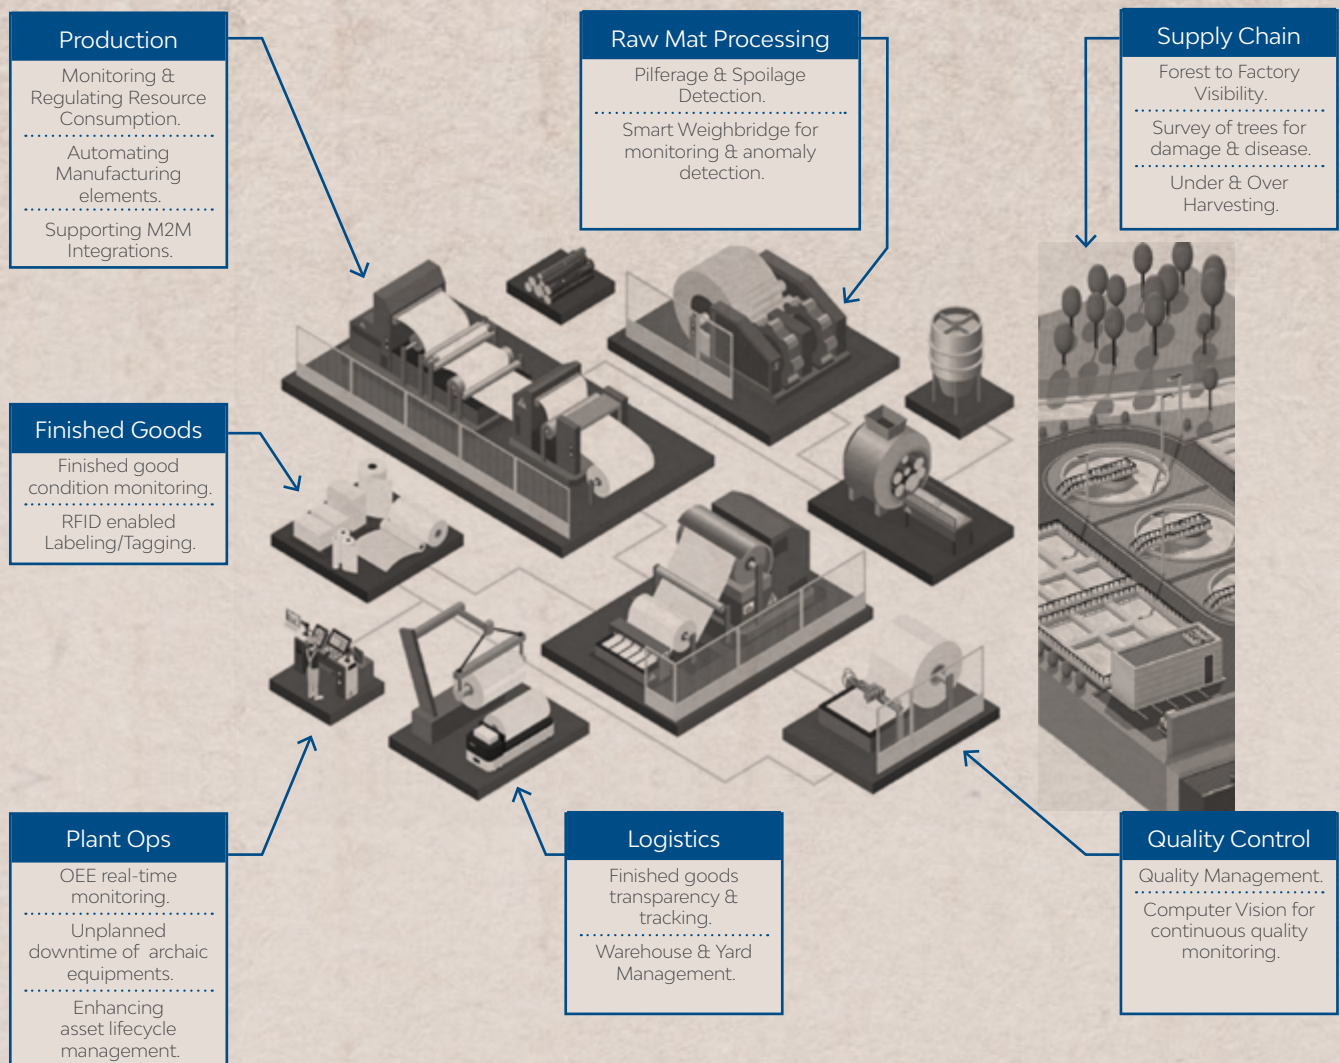 Production
Monitoring &
Regulating Resource
Consumption.
Automating
Manufacturing
elements.
Supporting M2M
Integrations.
Raw Mat Processing
Pilferage & Spoilage
Detection.
Smart Weighbridge for
monitoring & anomaly
detection.
Supply Chain
Forest to Factory
Visibility.
Survey of trees for
damage & disease.
Under & Over
Harvesting.
Finished Goods
Finished good
condition monitoring.
RFID enabled
Labeling/Tagging.
Plant Ops
OEE real-time
monitoring.
Unplanned
downtime of archaic
equipments.
Enhancing
asset lifecycle
management.
Logistics
Finished goods
transparency &
tracking.
Warehouse & Yard
Management.
Quality Control
Quality Management.
Computer Vision for
continuous quality
monitoring.